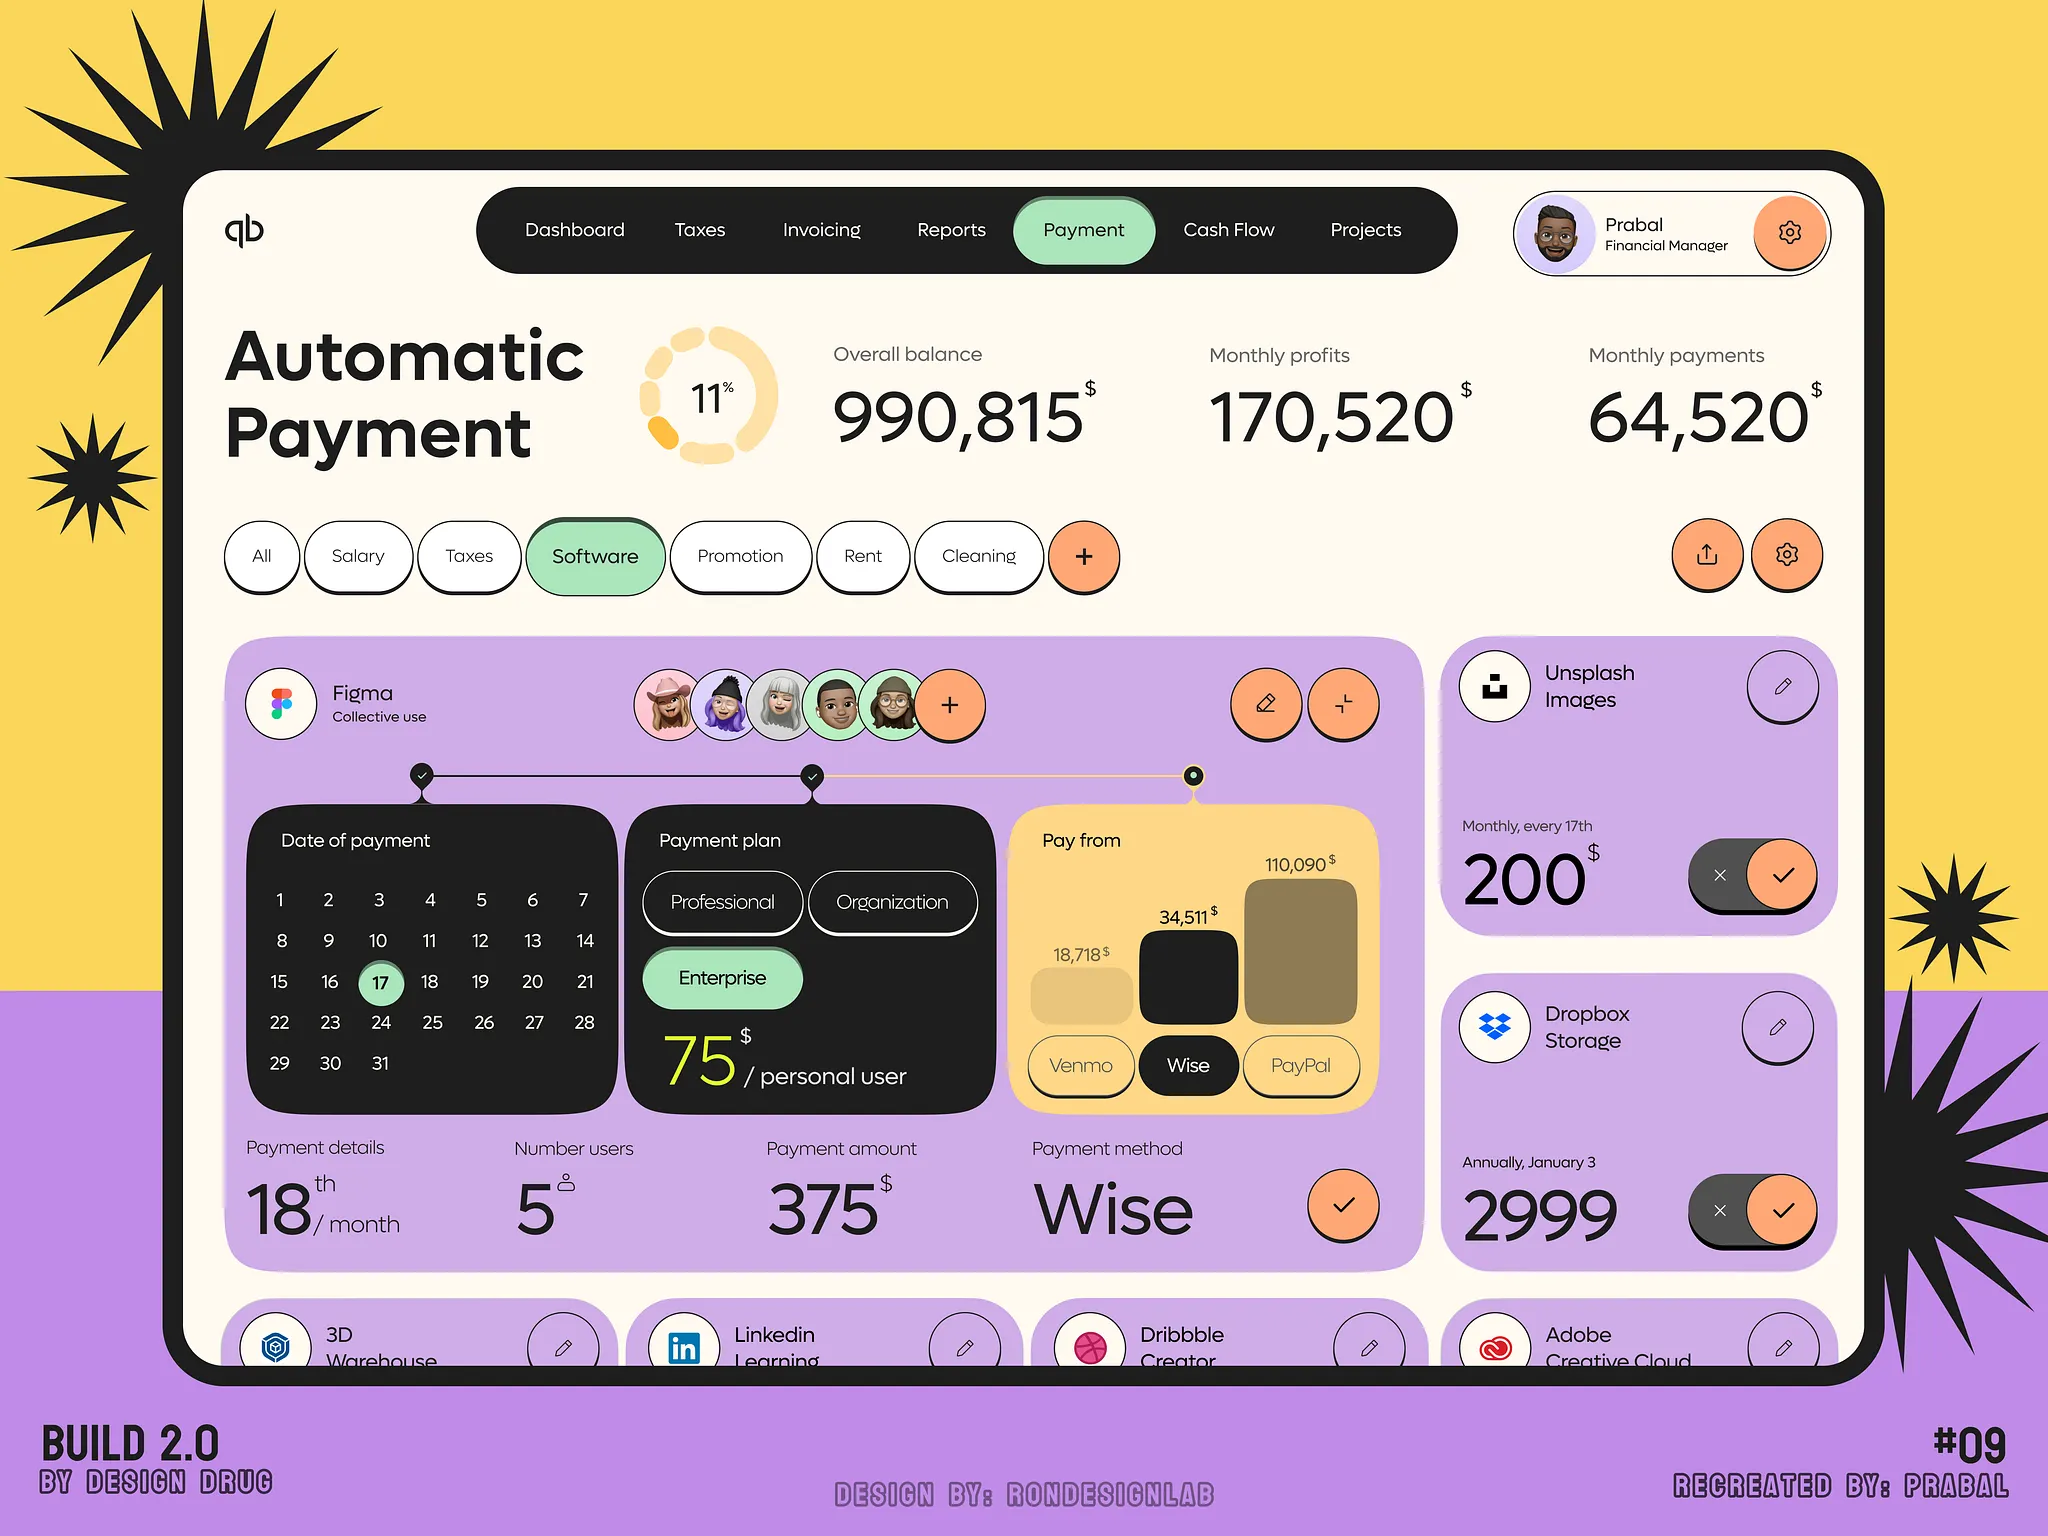 qb
Dashboard Taxes Invoicing Reports Payment Cash Flow Projects
Prabal
Financial Manager
Automatic
Payment
11%
Overall balance
990,815$
Monthly profits
170,520$
Monthly payments
64,520$
All Salary Taxes Software Promotion Rent Cleaning +
Figma
Collective use
+
Date of payment
1 2 3 4 5 6 7
8 9 10 11 12 13 14
15 16 17 18 19 20 21
22 23 24 25 26 27 28
29 30 31
Payment plan
Professional Organization
Enterprise
75$ / personal user
Pay from
110,090$
34,511$
18,718$
Venmo Wise PayPal
Payment details
18th / month
Number users
5
Payment amount
375$
Payment method
Wise
Unsplash
Images
Monthly, every 17th
200$
Dropbox
Storage
Annually, January 3
2999
3D
Warehouse
in
Linkedin
Learning
Dribbble
Creator
Adobe
Creative Cloud
BUILD 2.0
BY DESIGN DRUG
DESIGN BY: RONDESIGNLAB
#09
RECREATED BY: PRABAL